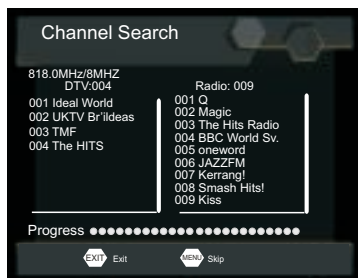 Channel Search
818.0MHz/8MHZ
DTV:004
001 Ideal World
002 UKTV Br'ildeas
003 TMF
004 The HITS
Radio: 009
001 Q
002 Magic
003 The Hits Radio
004 BBC World Sv.
005 oneword
006 JAZZFM
007 Kerrang!
008 Smash Hits!
009 Kiss
Progress
EXIT Exit
MENU Skip